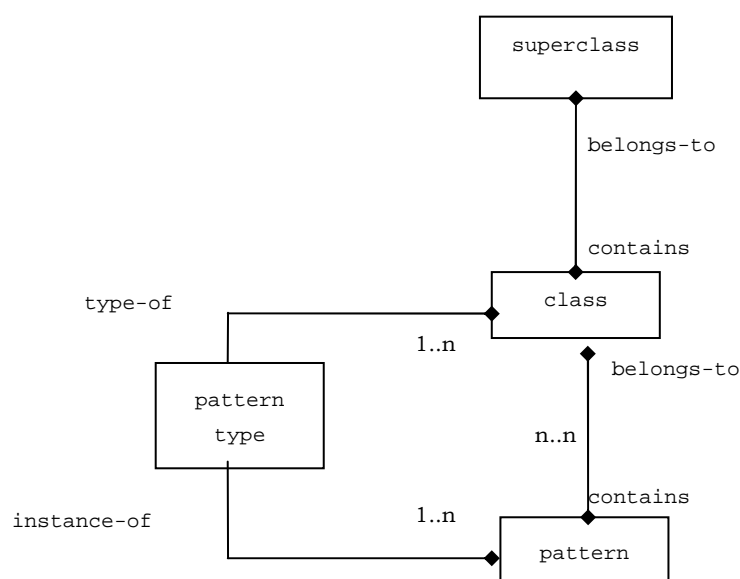 superclass
belongs-to
contains
class
type-of
1..n
belongs-to
pattern
type
n..n
contains
1..n
instance-of
pattern